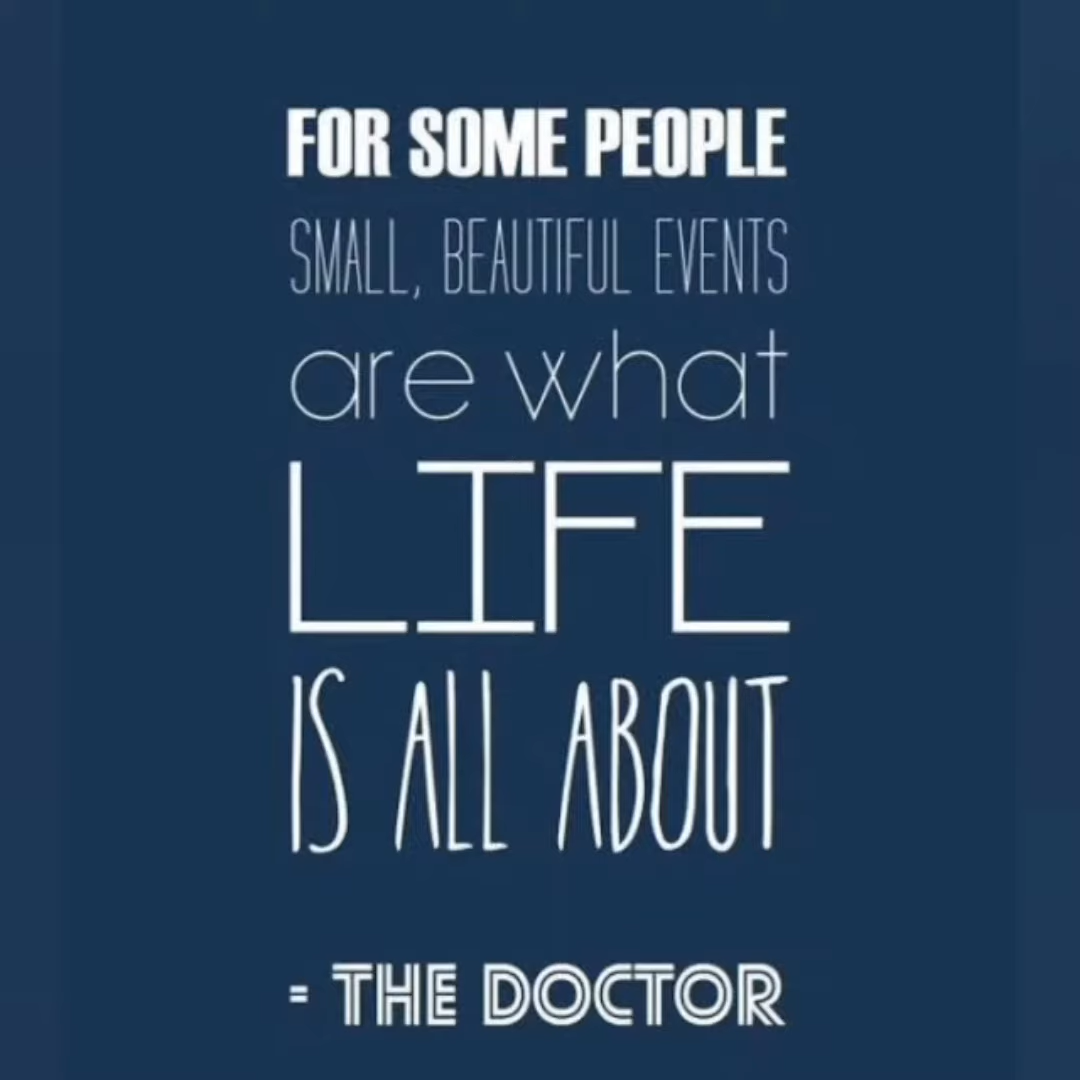 FOR SOME PEOPLE
SMALL, BEAUTIFUL EVENTS
are what
LIFE
IS ALL ABOUT
- THE DOCTOR